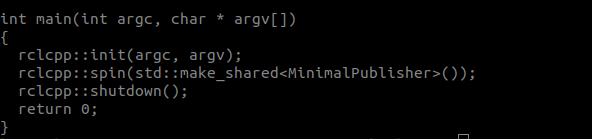 int main(int argc, char * argv[])
{
  rclcpp::init(argc, argv);
  rclcpp::spin(std::make_shared<MinimalPublisher>());
  rclcpp::shutdown();
  return 0;
}